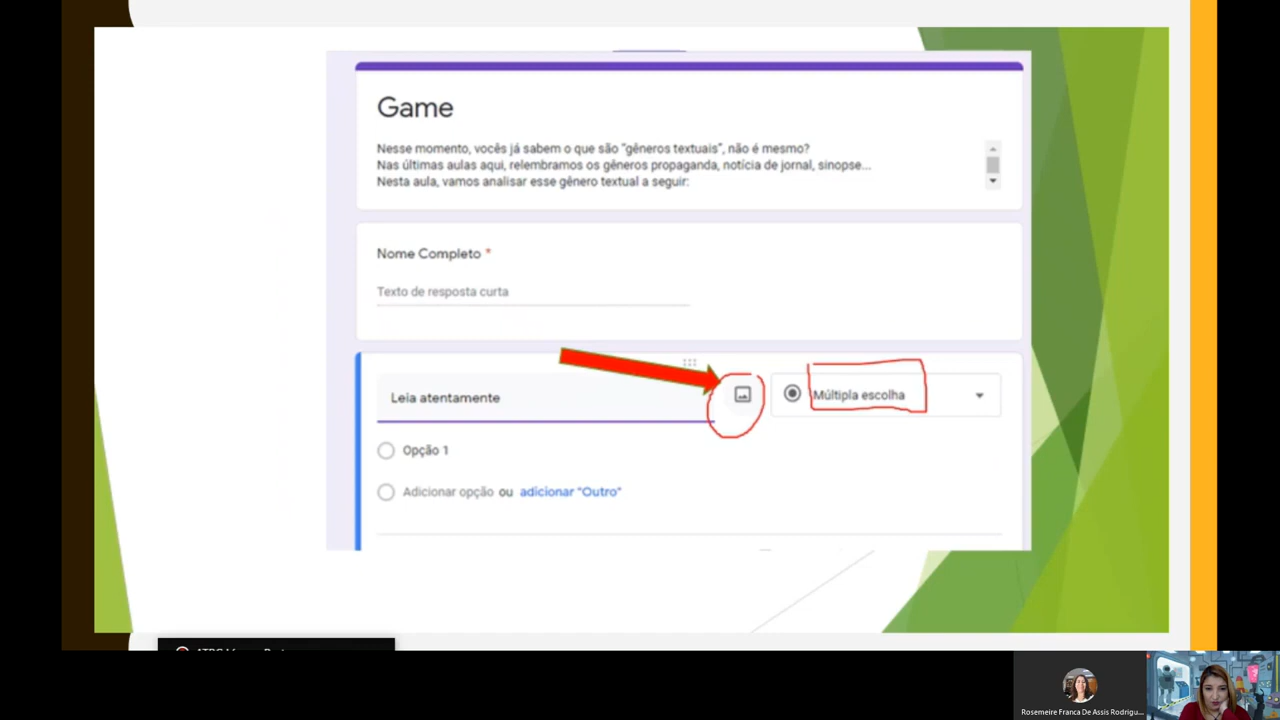 Game
Nesse momento, vocês já sabem o que são "gêneros textuais", não é mesmo?
Nas últimas aulas aqui, relembramos os gêneros propaganda, notícia de jornal, sinopse...
Nesta aula, vamos analisar esse gênero textual a seguir:
Nome Completo *
Texto de resposta curta
Leia atentamente
Múltipla escolha
Opção 1
Adicionar opção ou adicionar "Outro"
Rosemeire Franca De Assis Rodrigu...